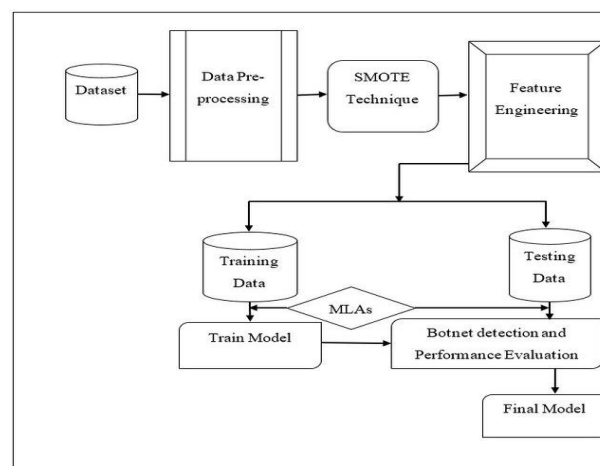 Dataset
Data Pre-
processing
SMOTE
Technique
Feature
Engineering
Training
Data
Testing
Data
MLAs
Train Model
Botnet detection and
Performance Evaluation
Final Model